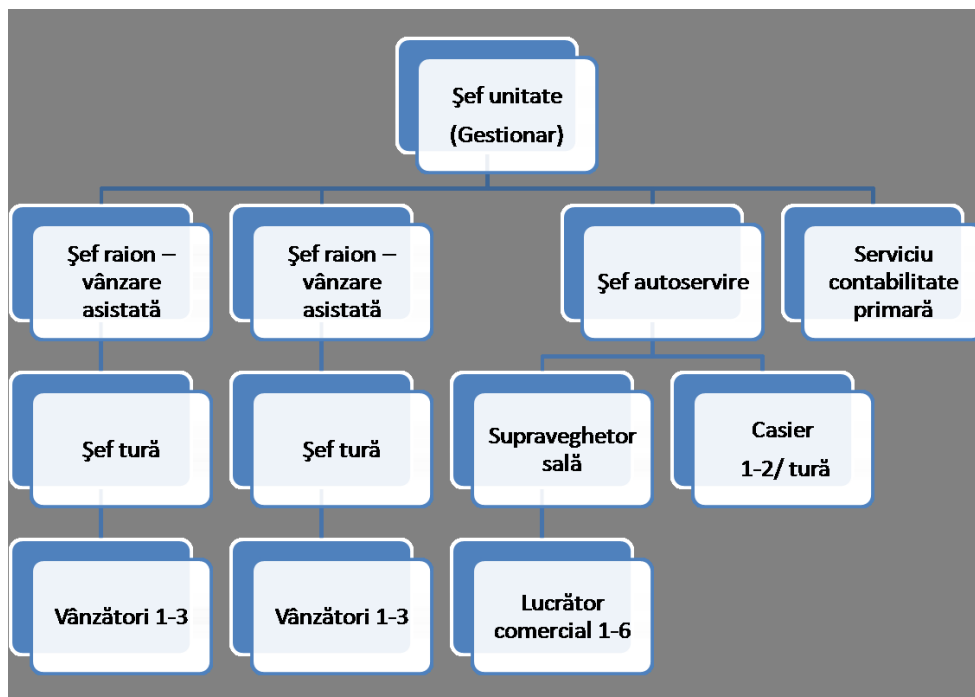 Şef unitate
(Gestionar)
Şef raion –
vânzare
asistată
Şef raion –
vânzare
asistată
Şef autoservire
Serviciu
contabilitate
primară
Şef tură
Şef tură
Supraveghetor
sală
Casier
1-2/ tură
Vânzători 1-3
Vânzători 1-3
Lucrător
comercial 1-6